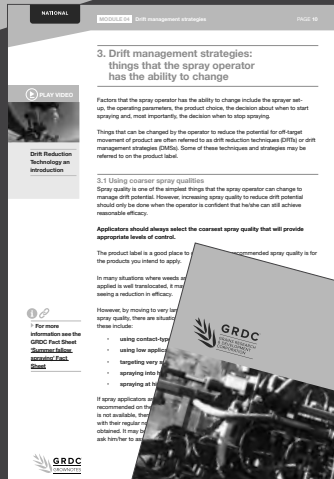 NATIONAL
MODULE 04 Drift management strategies
PAGE 10
3. Drift management strategies:
things that the spray operator
has the ability to change
PLAY VIDEO
Drift Reduction
Technology an
introduction
Factors that the spray operator has the ability to change include the sprayer set-
up, the operating parameters, the product choice, the decision about when to start
spraying and, most importantly, the decision when to stop spraying.
Things that can be changed by the operator to reduce the potential for off-target
movement of product are often referred to as drift reduction techniques (DRTs) or drift
management strategies (DMSs). Some of these strategies and techniques may be
referred to on the product label.
3.1 Using coarser spray qualities
Spray quality is one of the simplest things that the spray operator can change to
manage drift potential. However, increasing spray quality to reduce drift potential
should only be done when the operator is confident that he/she can still achieve
reasonable efficacy.
Applicators should always select the coarsest spray quality that will provide
appropriate levels of control.
The product label is a good place to
recommended spray quality is for
the products you intend to apply.
In many situations where weeds
applied is well translocated, it
seeing a reduction in efficacy.
However, by moving to very
spray quality, there are
these include:
• using contact-type
• using low
• targeting very
• spraying into
• spraying at
If spray applicators
recommended on the
is not available, then
with their regular
obtained. It may be
ask him/her to
For more
information see the
GRDC Fact Sheet
'Summer fallow
spraying' Fact
Sheet
GRDC
GRAINS RESEARCH
& DEVELOPMENT
CORPORATION
GRDC
GROWNOTES